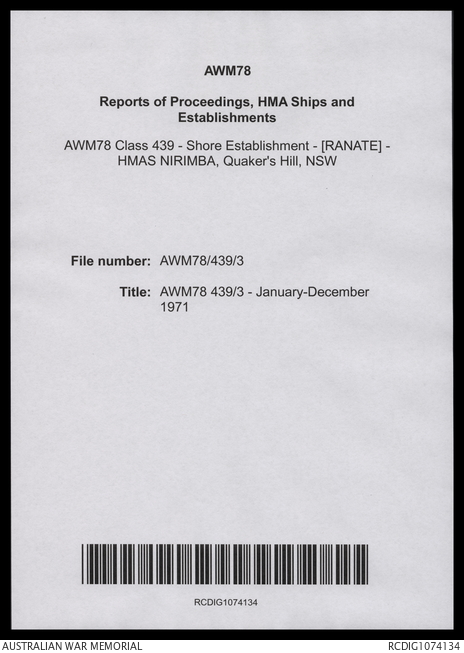 AWM78
Reports of Proceedings, HMA Ships and
Establishments
AWM78 Class 439 - Shore Establishment - [RANATE] -
HMAS NIRIMBA, Quaker's Hill, NSW
File number: AWM78/439/3
Title: AWM78 439/3 - January-December
1971
RCDIG1074134
AUSTRALIAN WAR MEMORIAL
RCDIG1074134